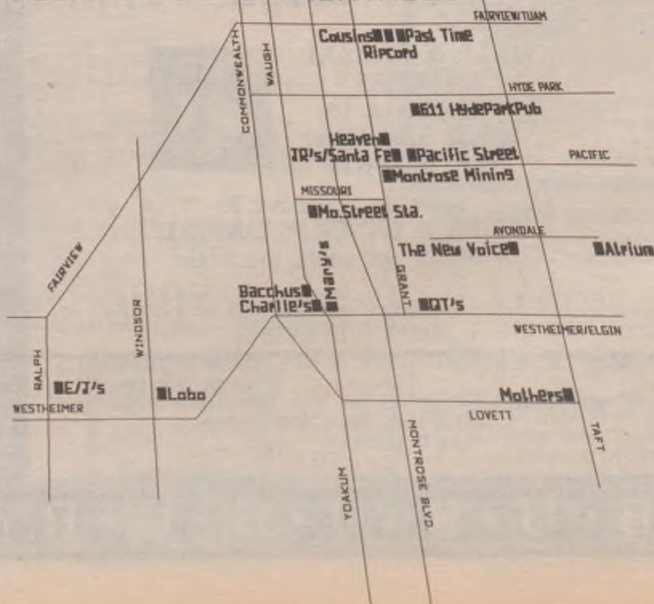 FAIRVIEW/TUAM
Cousins Past Time
Ripcord
COMMONWEALTH
WAUGH
HYDE PARK
611 HydeParkPub
Heaven
JR's/Santa Fe Pacific Street
PACIFIC
Montrose Mining
MISSOURI
Mo.Street Sta.
AVONDALE
The New Voice
Atrium
FAIRVIEW
WINDSOR
Mary's
GRANT
Bacchus
Charlie's
QT's
WESTHEIMER/ELGIN
RALPH
E/J's
Lobo
Mothers
WESTHEIMER
LOVETT
TAFT
YOAKUM
MONTROSE BLVD.